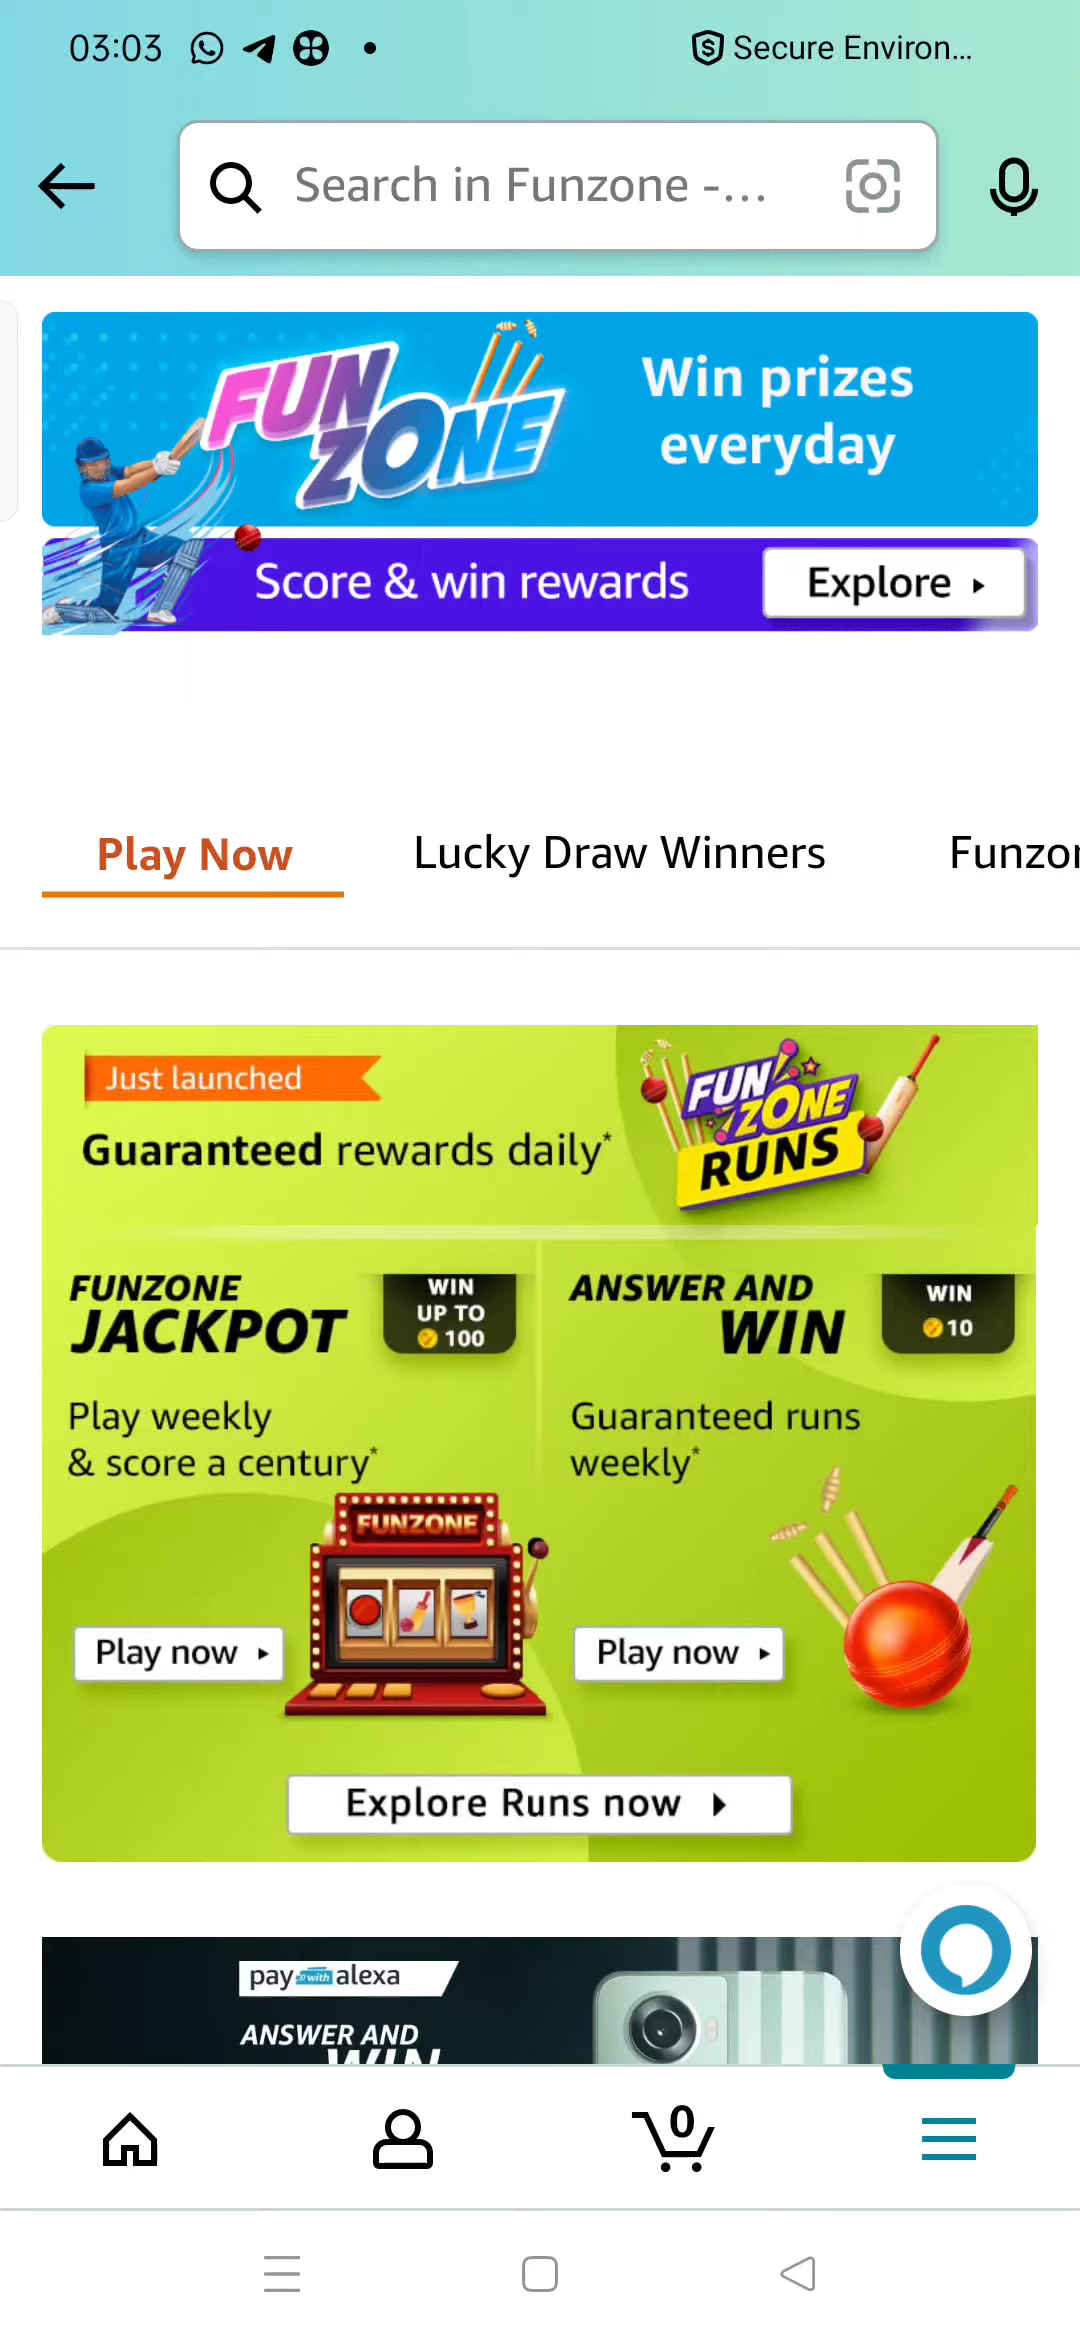 03:03
Secure Environ...
Search in Funzone -...
FUN
ZONE
Win prizes
everyday
Score & win rewards
Explore
Play Now
Lucky Draw Winners
Just launched
Guaranteed rewards daily*
FUN
ZONE
RUNS
FUNZONE
JACKPOT
WIN
UP TO
100
ANSWER AND
WIN
WIN
10
Play weekly
& score a century*
Guaranteed runs
weekly*
FUNZONE
Play now
Play now
Explore Runs now
pay with alexa
ANSWER AND
WIN
0